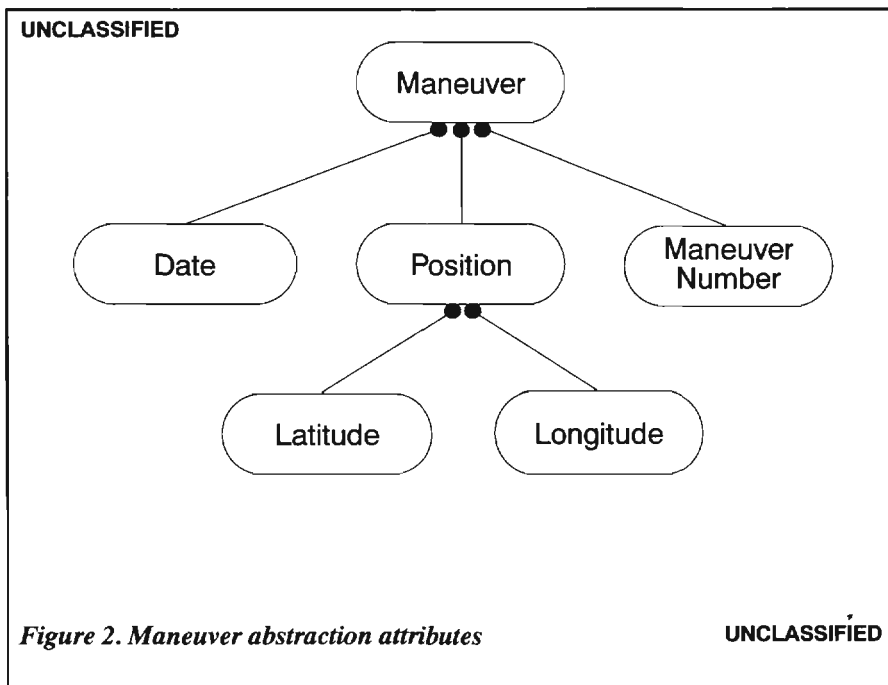 UNCLASSIFIED
Maneuver
Date
Position
Maneuver
Number
Latitude
Longitude
Figure 2. Maneuver abstraction attributes
UNCLASSIFIED